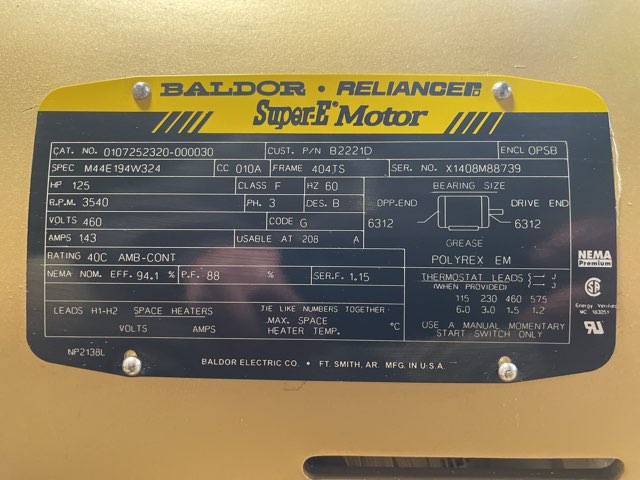 BALDOR • RELIANCER
Super-E Motor
CAT. NO. 0107252320-000030 CUST. P/N B2221D ENCL OPSB
SPEC M44E194W324 CC 010A FRAME 404TS SER. NO. X1408M88739
HP 125 CLASS F HZ 60 BEARING SIZE
R.P.M. 3540 PH. 3 DES. B OPP.END DRIVE END
VOLTS 460 CODE G 6312 6312
AMPS 143 USABLE AT 208 A GREASE
RATING 40C AMB-CONT POLYREX EM
NEMA NOM. EFF. 94.1 % P.F. 88 % SER.F. 1.15
THERMOSTAT LEADS J
(WHEN PROVIDED) J
115 230 460 575
6.0 3.0 1.5 1.2
LEADS H1-H2 SPACE HEATERS TIE LIKE NUMBERS TOGETHER
VOLTS AMPS MAX. SPACE HEATER TEMP. °C
USE A MANUAL MOMENTARY
START SWITCH ONLY
NEMA
Premium
Energy Verified
NP2138L
BALDOR ELECTRIC CO. • FT. SMITH, AR. MFG. IN U.S.A.